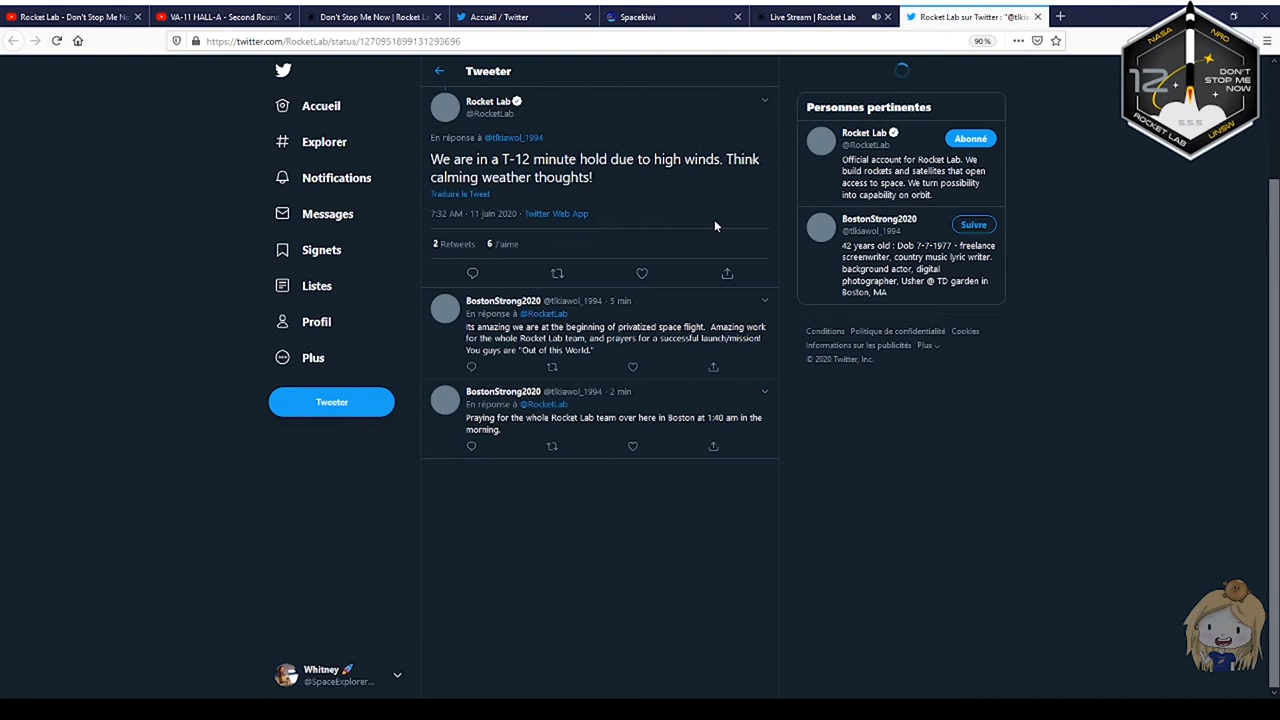 Rocket Lab - Don't Stop Me No
VA-11 HALL-A - Second Round
Don't Stop Me Now | Rocket L
Accueil / Twitter
Spacekiwi
Live Stream | Rocket Lab
Rocket Lab sur Twitter : "@tlkia
https://twitter.com/RocketLab/status/1270951899131293696
90 %
NASA
NRO
12
DON'T
STOP ME
NOW
ROCKET LAB
S.S.S
UNSW
Accueil
Explorer
Notifications
Messages
Signets
Listes
Profil
Plus
Tweeter
Whitney 🚀
@SpaceExplorer...
Tweeter
Rocket Lab
@RocketLab
En réponse à @tlkiawol_1994
We are in a T-12 minute hold due to high winds. Think
calming weather thoughts!
Traduire le Tweet
7:32 AM · 11 juin 2020 · Twitter Web App
2 Retweets 6 J'aime
BostonStrong2020 @tlkiawol_1994 · 5 min
En réponse à @RocketLab
Its amazing we are at the beginning of privatized space flight. Amazing work
for the whole Rocket Lab team, and prayers for a successful launch/mission!
You guys are "Out of this World."
BostonStrong2020 @tlkiawol_1994 · 2 min
En réponse à @RocketLab
Praying for the whole Rocket Lab team over here in Boston at 1:40 am in the
morning.
Personnes pertinentes
Rocket Lab
@RocketLab
Abonné
Official account for Rocket Lab. We
build rockets and satellites that open
access to space. We turn possibility
into capability on orbit.
BostonStrong2020
@tlkiawol_1994
Suivre
42 years old : Dob 7-7-1977 - freelance
screenwriter, country music lyric writer.
background actor, digital
photographer, Usher @ TD garden in
Boston, MA
Conditions Politique de confidentialité Cookies
Informations sur les publicités Plus
© 2020 Twitter, Inc.